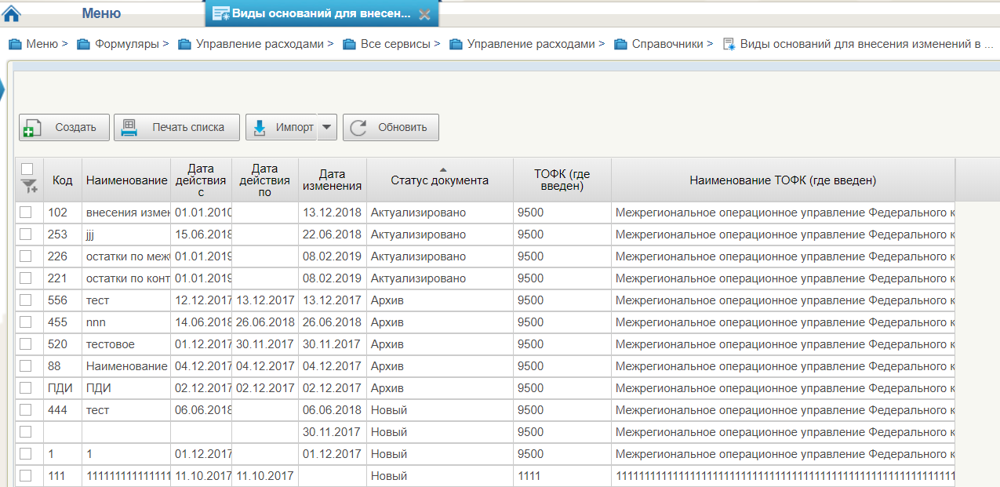 Меню
Виды оснований для внесен...
Меню > Формуляры > Управление расходами > Все сервисы > Управление расходами > Справочники > Виды оснований для внесения изменений в ...
Создать Печать списка Импорт Обновить
Код Наименование Дата действия с Дата действия по Дата изменения Статус документа ТОФК (где введен) Наименование ТОФК (где введен)
102 внесения измен 01.01.2010 13.12.2018 Актуализировано 9500 Межрегиональное операционное управление Федерального к
253 jjj 15.06.2018 22.06.2018 Актуализировано 9500 Межрегиональное операционное управление Федерального к
226 остатки по меж 01.01.2019 08.02.2019 Актуализировано 9500 Межрегиональное операционное управление Федерального к
221 остатки по конт 01.01.2019 08.02.2019 Актуализировано 9500 Межрегиональное операционное управление Федерального к
556 тест 12.12.2017 13.12.2017 13.12.2017 Архив 9500 Межрегиональное операционное управление Федерального к
455 nnn 14.06.2018 26.06.2018 26.06.2018 Архив 9500 Межрегиональное операционное управление Федерального к
520 тестовое 01.12.2017 30.11.2017 30.11.2017 Архив 9500 Межрегиональное операционное управление Федерального к
88 Наименование 04.12.2017 04.12.2017 04.12.2017 Архив 9500 Межрегиональное операционное управление Федерального к
ПДИ ПДИ 02.12.2017 02.12.2017 02.12.2017 Архив 9500 Межрегиональное операционное управление Федерального к
444 тест 06.06.2018 06.06.2018 Новый 9500 Межрегиональное операционное управление Федерального к
30.11.2017 Новый 9500 Межрегиональное операционное управление Федерального к
1 1 01.12.2017 01.12.2017 Новый 9500 Межрегиональное операционное управление Федерального к
111 11.10.2017 11.10.2017 Новый 1111